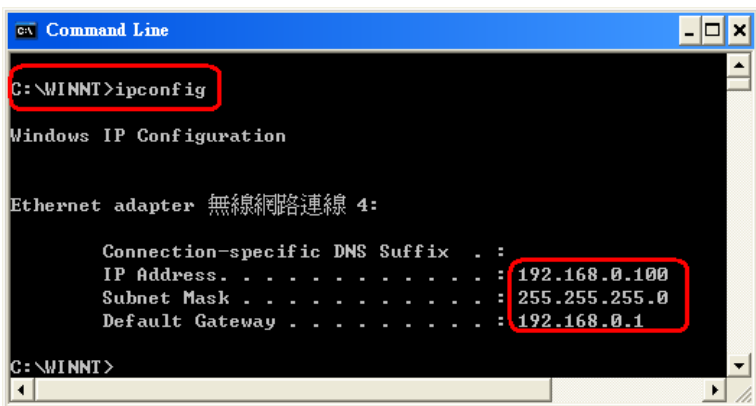 Command Line
C:\WINNT>ipconfig
Windows IP Configuration
Ethernet adapter 無線網路連線 4:
Connection-specific DNS Suffix . :
IP Address. . . . . . . . . . . . : 192.168.0.100
Subnet Mask . . . . . . . . . . . : 255.255.255.0
Default Gateway . . . . . . . . . : 192.168.0.1
C:\WINNT>